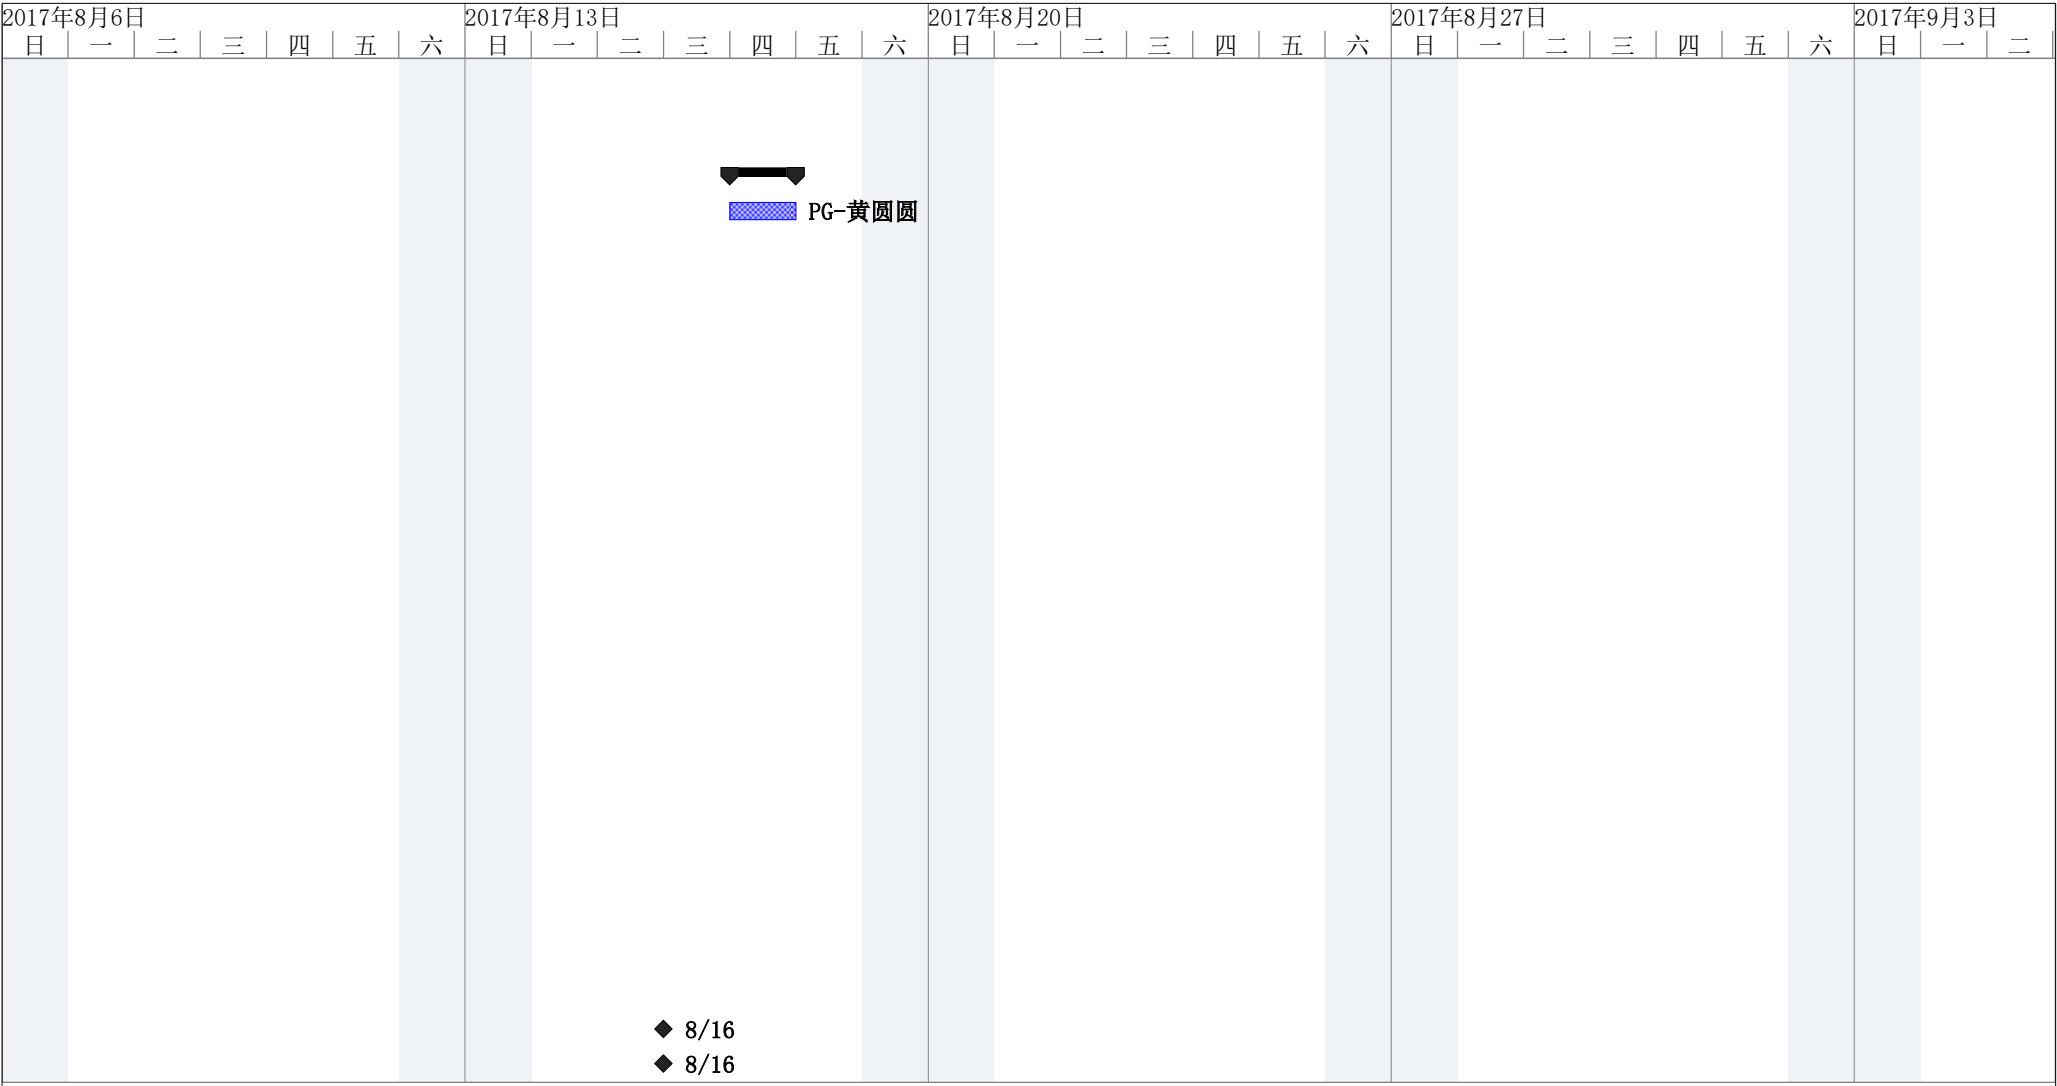 2017年8月6日 2017年8月13日 2017年8月20日 2017年8月27日 2017年9月3日
日 一 二 三 四 五 六 日 一 二 三 四 五 六 日 一 二 三 四 五 六 日 一 二 三 四 五 六 日 一 二
PG-黄圆圆
8/16
8/16